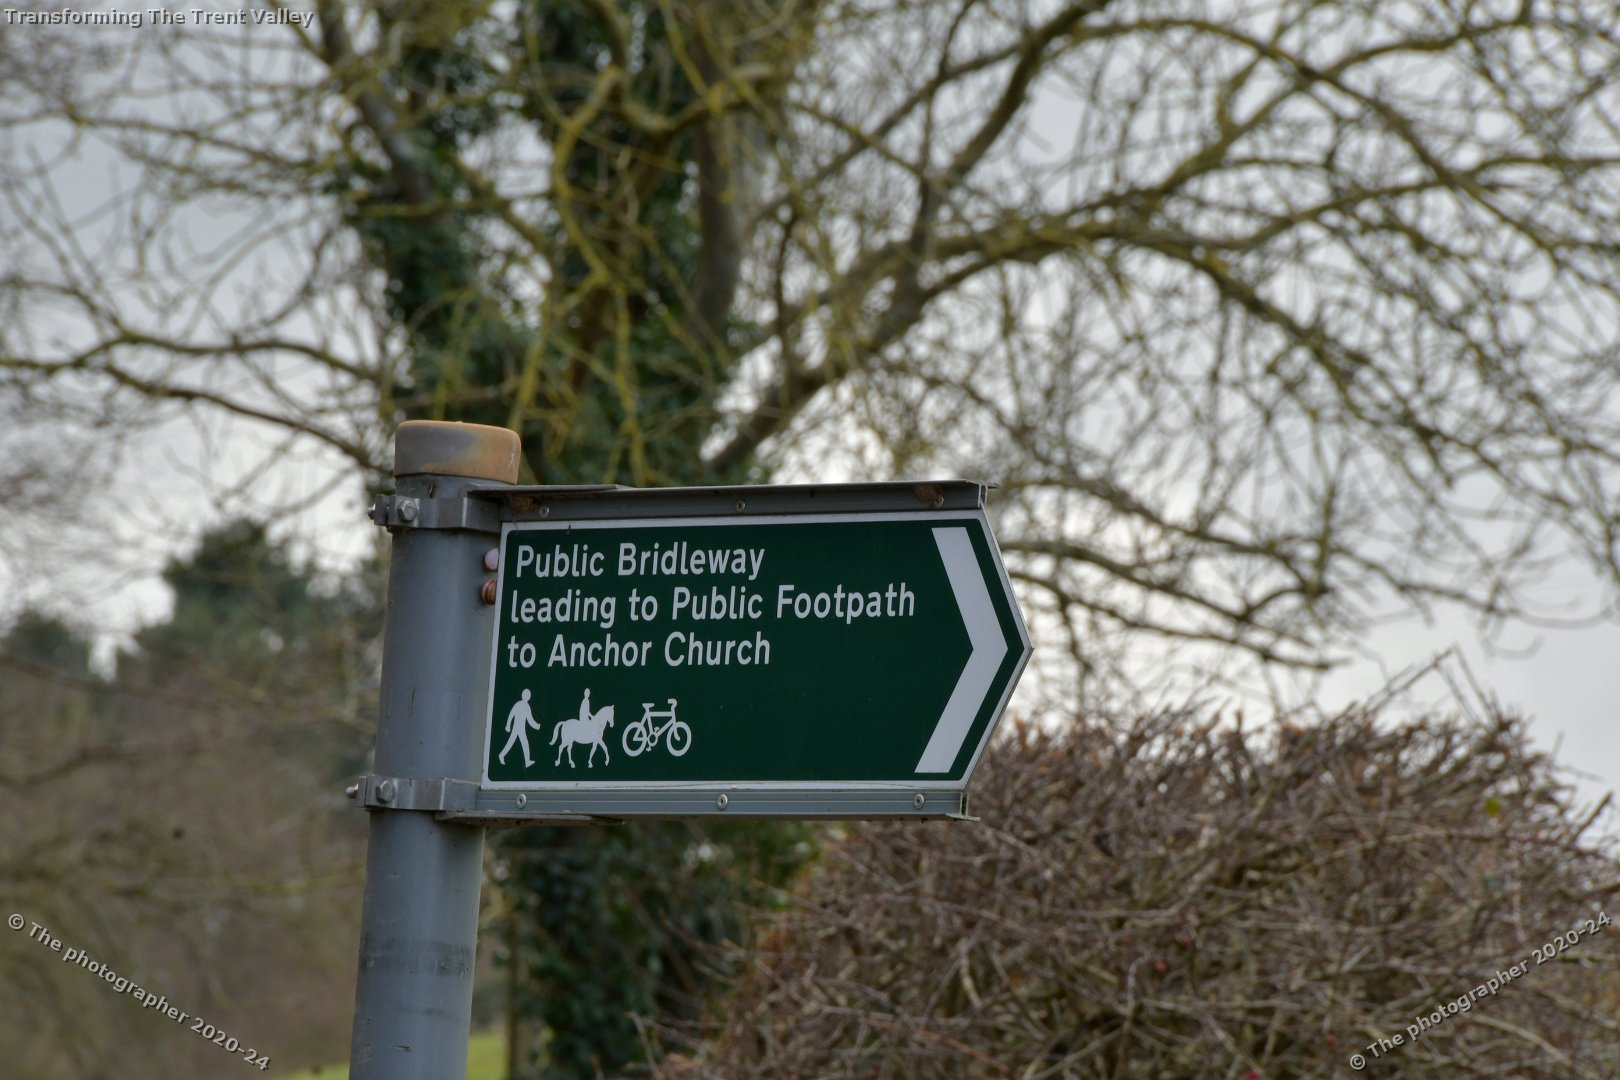 Transforming The Trent Valley
Public Bridleway
leading to Public Footpath
to Anchor Church
© The photographer 2020-24
© The photographer 2020-24